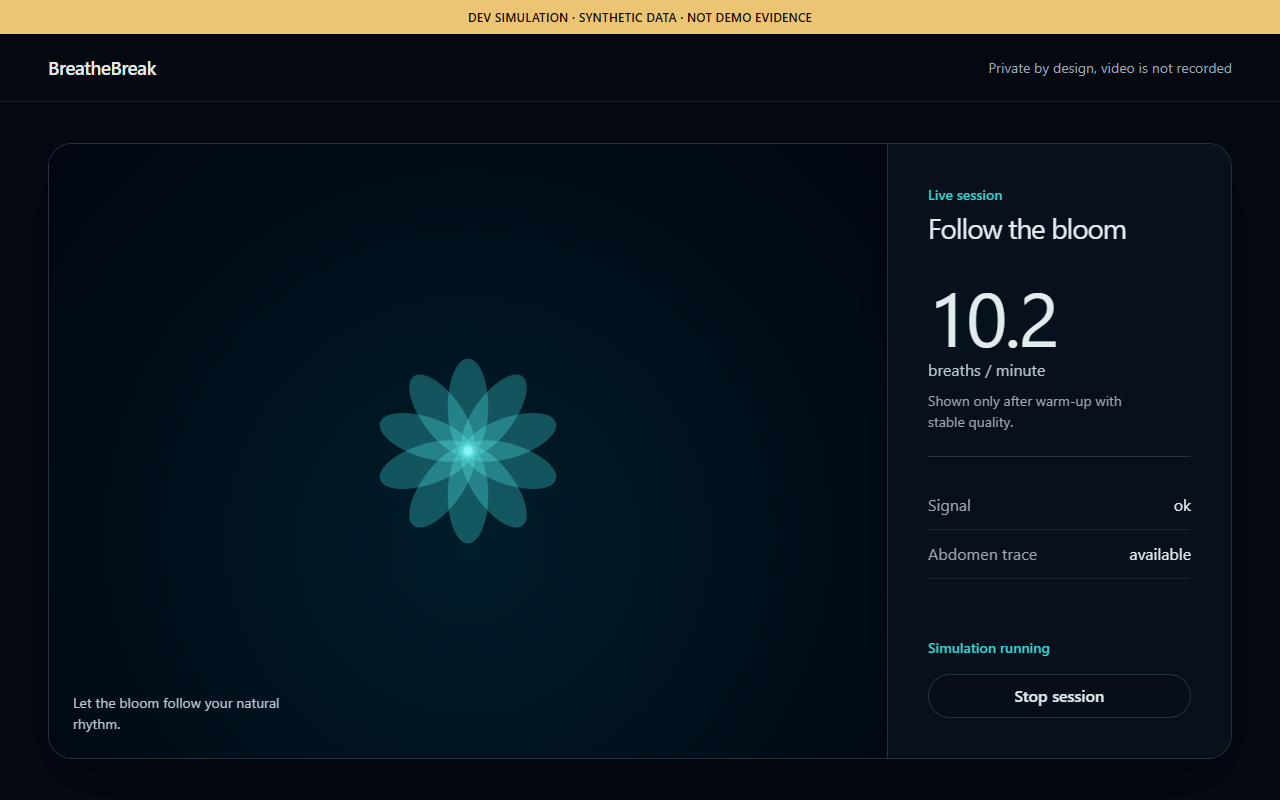 DEV SIMULATION · SYNTHETIC DATA · NOT DEMO EVIDENCE
BreatheBreak
Private by design, video is not recorded
Live session
Follow the bloom
10.2
breaths / minute
Shown only after warm-up with
stable quality.
Signal
ok
Abdomen trace
available
Simulation running
Stop session
Let the bloom follow your natural
rhythm.